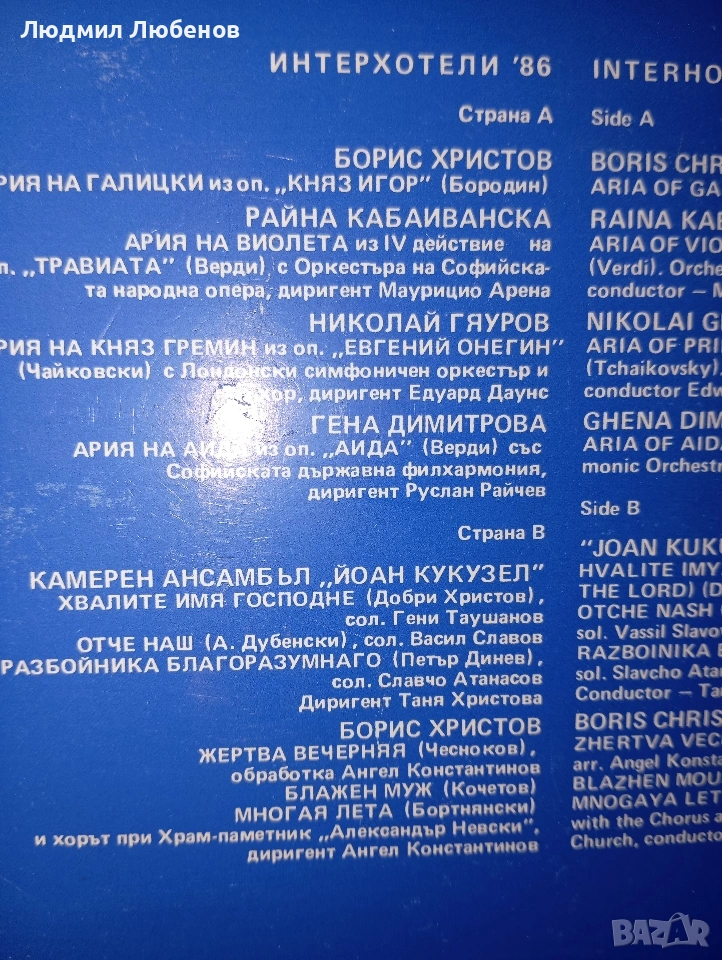 Людмил Любенов
ИНТЕРХОТЕЛИ '86
Страна А
БОРИС ХРИСТОВ
РИЯ НА ГАЛИЦКИ из оп. „КНЯЗ ИГОР" (Бородин)
РАЙНА КАБАИВАНСКА
АРИЯ НА ВИОЛЕТА из IV действие на
п. „ТРАВИАТА" (Верди) с Оркестъра на Софийска-
та народна опера, диригент Маурицио Арена
НИКОЛАЙ ГЯУРОВ
РИЯ НА КНЯЗ ГРЕМИН из оп. „ЕВГЕНИЙ ОНЕГИН"
(Чайковски) с Лондонски симфоничен оркестър и
хор, диригент Едуард Даунс
ГЕНА ДИМИТРОВА
АРИЯ НА АИДА из оп. „АИДА" (Верди) със
Софийската държавна филхармония,
диригент Руслан Райчев
Страна В
КАМЕРЕН АНСАМБЪЛ „ЙОАН КУКУЗЕЛ"
ХВАЛИТЕ ИМЯ ГОСПОДНЕ (Добри Христов),
сол. Гени Таушанов
ОТЧЕ НАШ (А. Дубенски), сол. Васил Славов
РАЗБОЙНИКА БЛАГОРАЗУМНАГО (Петър Динев),
сол. Славчо Атанасов
Диригент Таня Христова
БОРИС ХРИСТОВ
ЖЕРТВА ВЕЧЕРНЯЯ (Чесноков),
обработка Ангел Константинов
БЛАЖЕН МУЖ (Кочетов)
МНОГАЯ ЛЕТА (Бортнянски)
и хорът при Храм-паметник „Александър Невски",
диригент Ангел Константинов
INTERHO
Side A
BORIS CHR
ARIA OF GA
RAINA KAB
ARIA OF VIO
(Verdi). Orche
conductor – M
NIKOLAI G
ARIA OF PRI
(Tchaikovsky).
conductor Edw
GHENA DIM
ARIA OF AIDA
monic Orchestr
Side B
"JOAN KUKU
HVALITE IMY
THE LORD) (D
OTCHE NASH
sol. Vassil Slavo
RAZBOINIKA B
sol. Slavcho Atan
Conductor – Tan
BORIS CHRIS
ZHERTVA VEC
arr. Angel Konsta
BLAZHEN MOU
MNOGAYA LET
with the Chorus a
Church, conducto
BAZAR